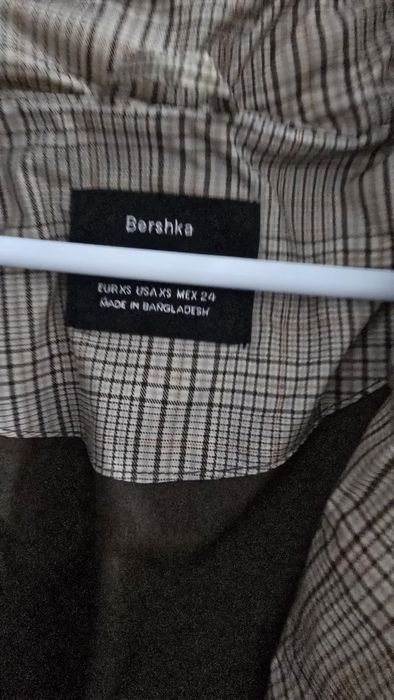 Bershka
EUR XS USA XS MEX 24
MADE IN BANGLADESH